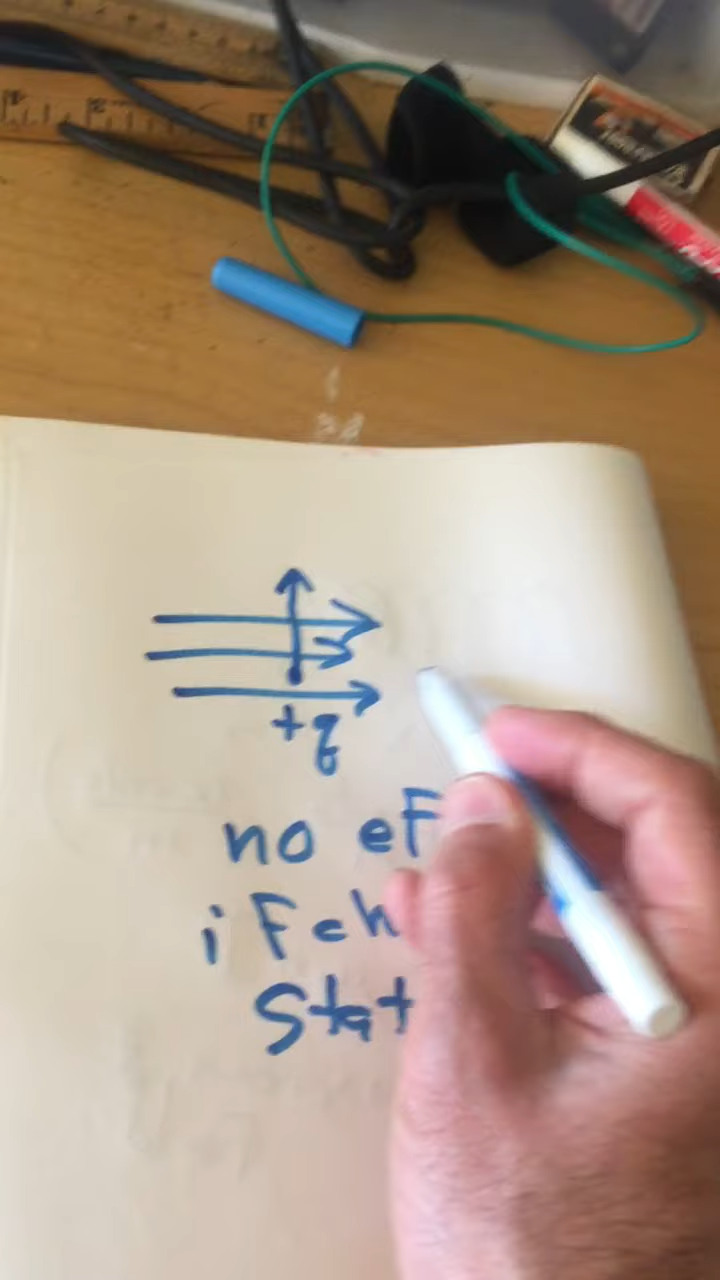 +q
no ef
if ch
stat